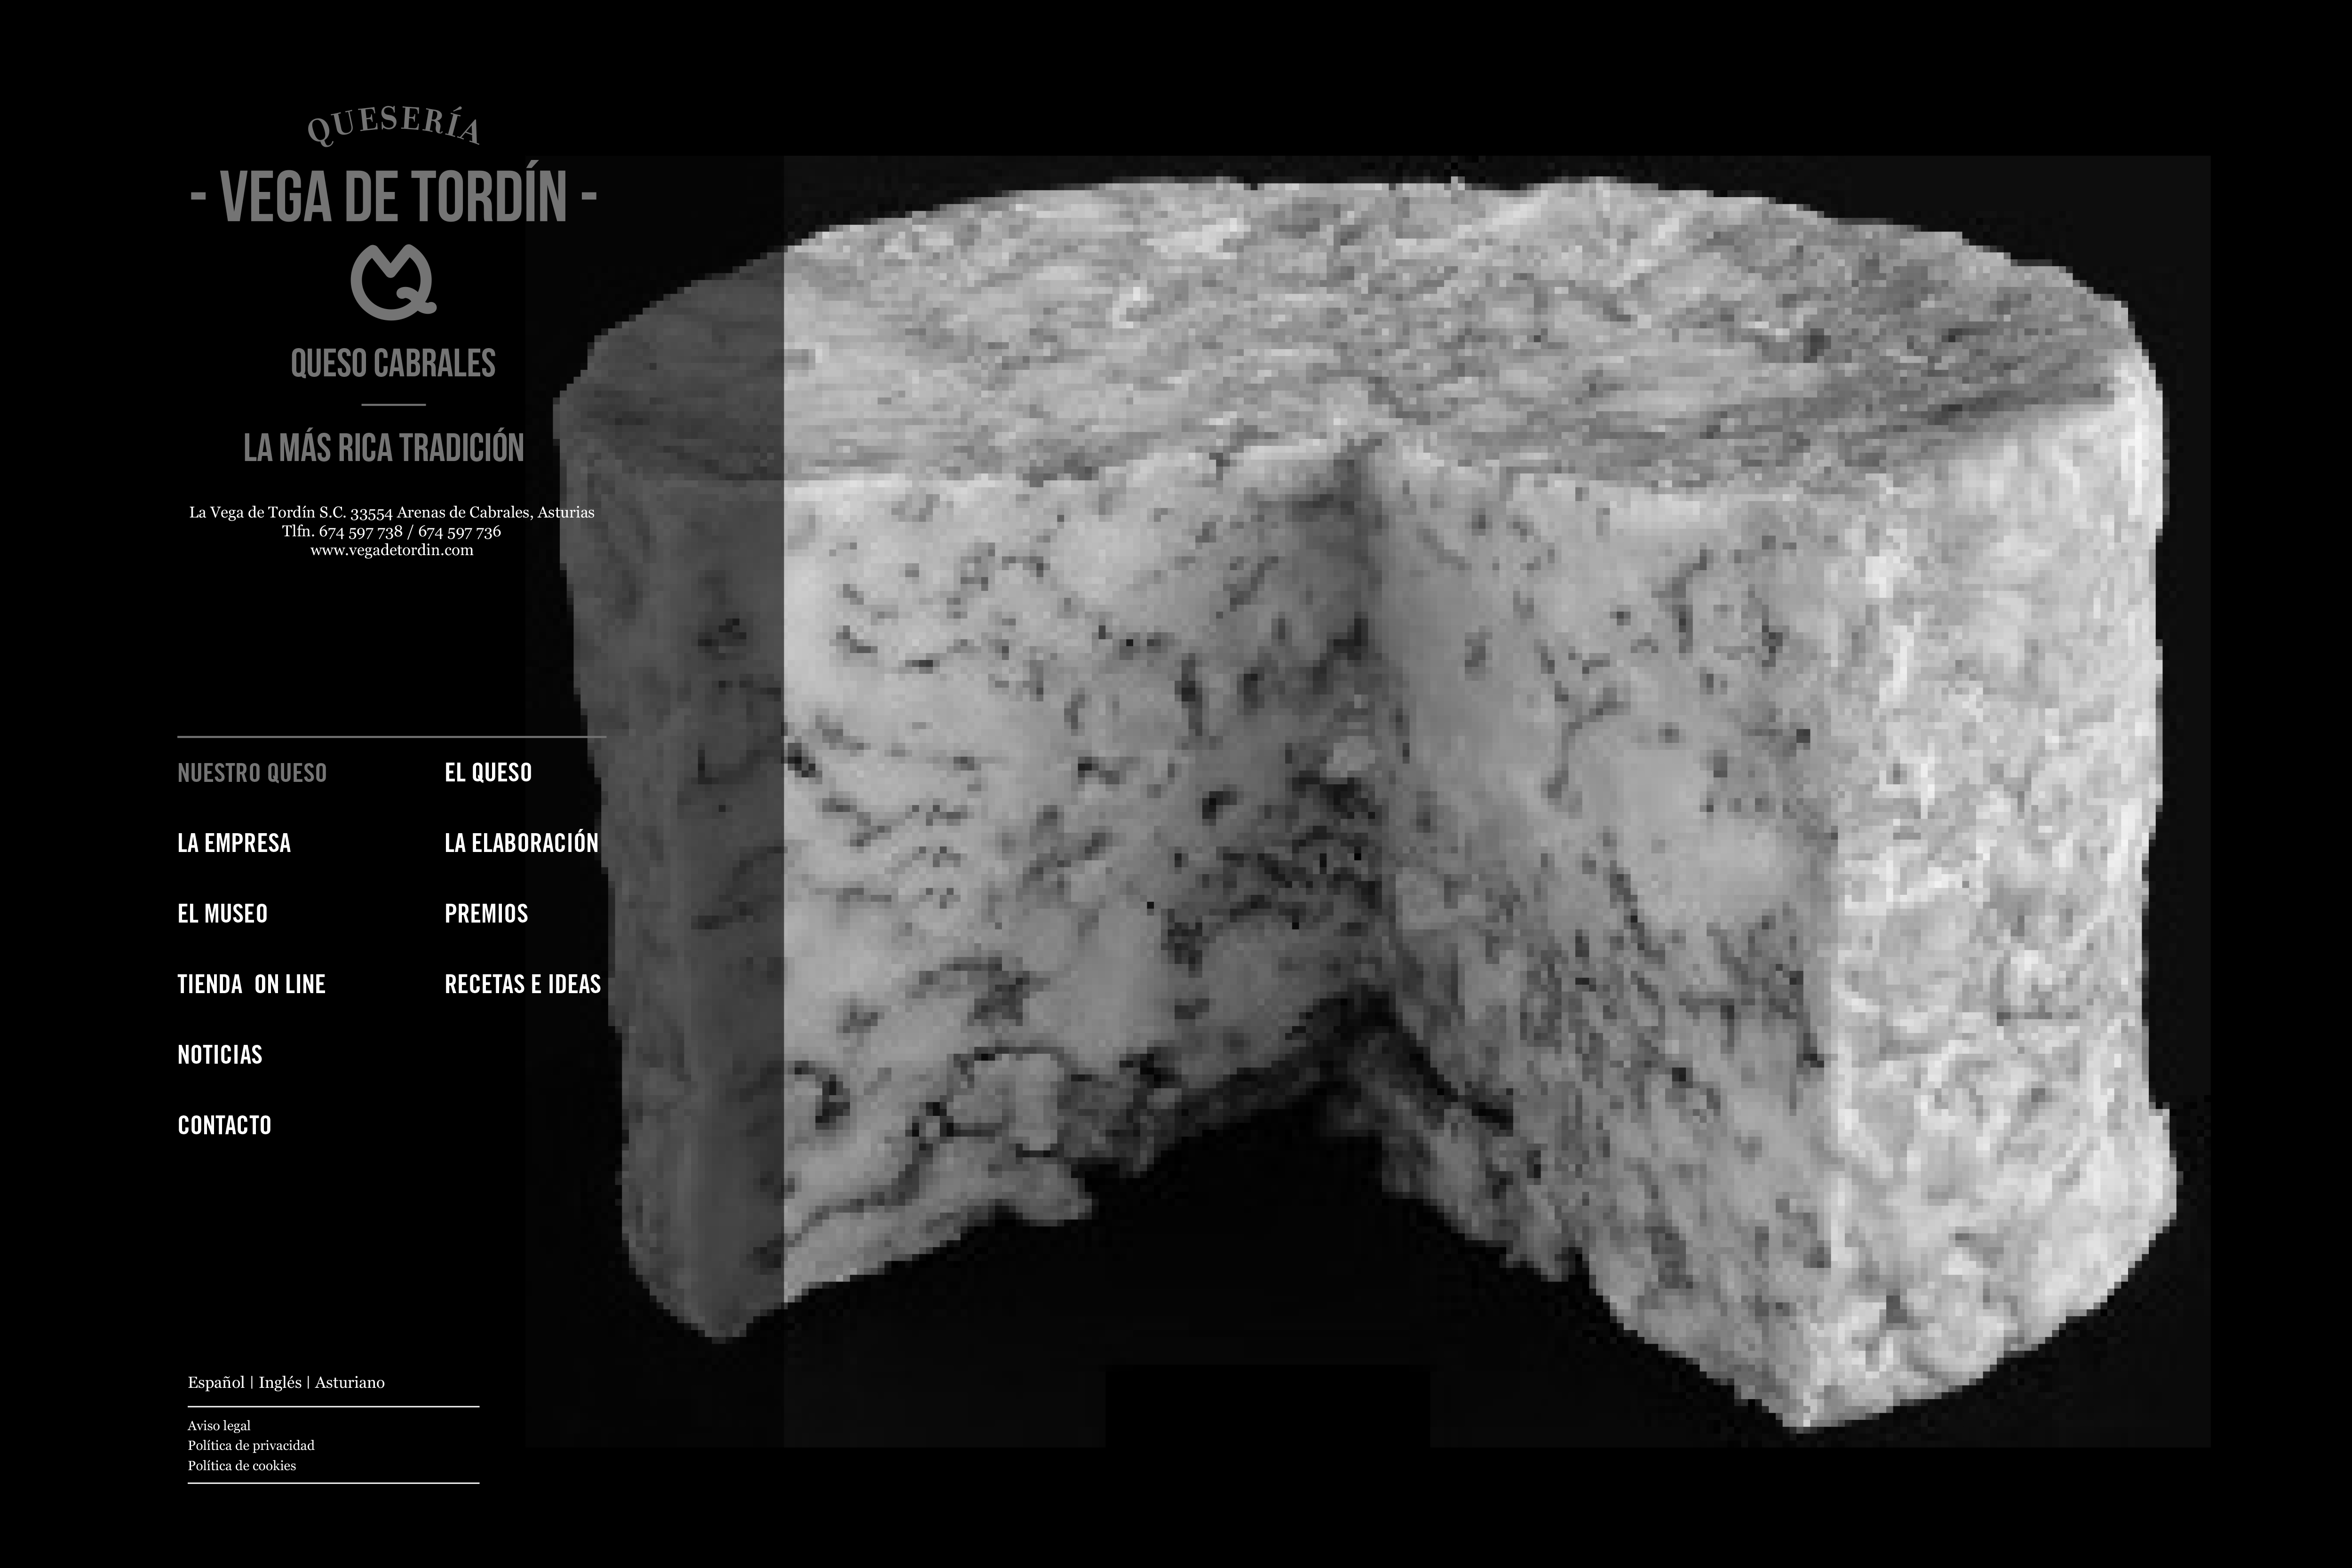 QUESERÍA
- VEGA DE TORDÍN -
QUESO CABRALES
LA MÁS RICA TRADICIÓN
La Vega de Tordín S.C. 33554 Arenas de Cabrales, Asturias
Tlfn. 674 597 738 / 674 597 736
www.vegadetordin.com
NUESTRO QUESO
LA EMPRESA
EL MUSEO
TIENDA ON LINE
NOTICIAS
CONTACTO
EL QUESO
LA ELABORACIÓN
PREMIOS
RECETAS E IDEAS
Español | Inglés | Asturiano
Aviso legal
Política de privacidad
Política de cookies